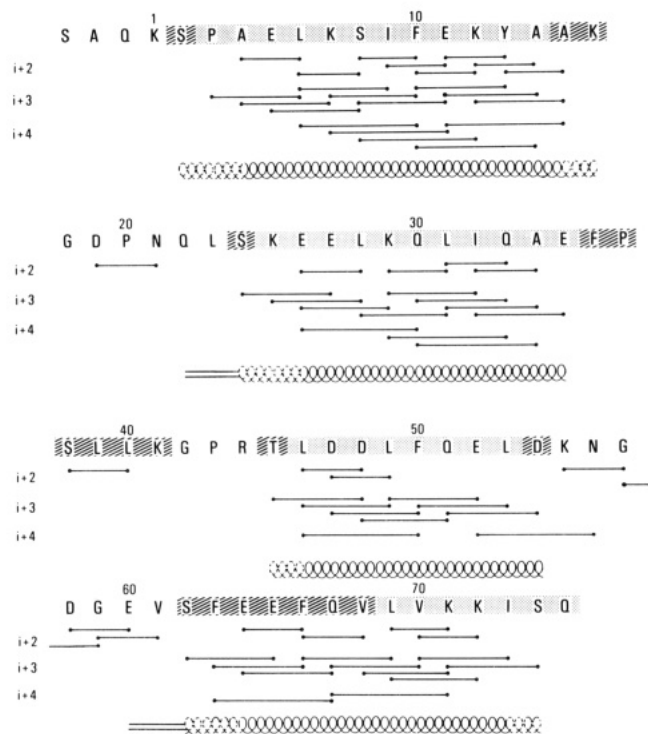 1 10
S A Q K S P A E L K S I F E K Y A A K
i+2
i+3
i+4
20 30
G D P N Q L S K E E L K Q L I Q A E F P
i+2
i+3
i+4
40 50
S L L K G P R T L D D L F Q E L D K N G
i+2
i+3
i+4
60 70
D G E V S F E E F Q V L V K K I S Q
i+2
i+3
i+4